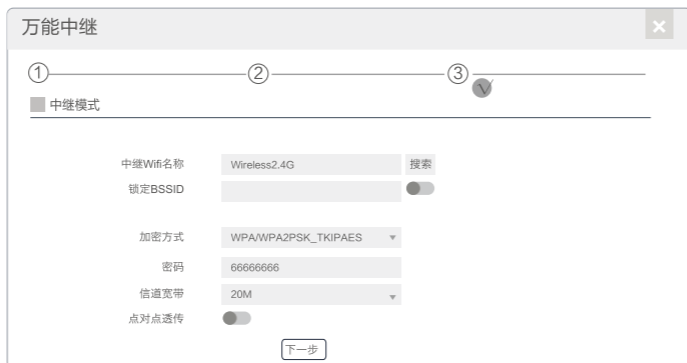 万能中继
×
① ② ③
√
中继模式
中继Wifi名称 Wireless2.4G 搜索
锁定BSSID
加密方式 WPA/WPA2PSK_TKIPAES
密码 66666666
信道宽带 20M
点对点透传
下一步